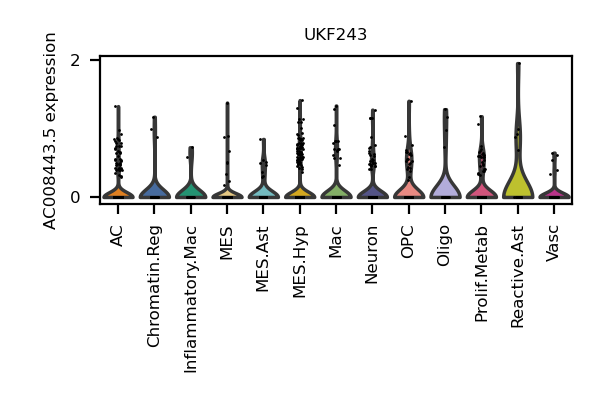 UKF243
AC008443.5 expression
2
0
AC
Chromatin.Reg
Inflammatory.Mac
MES
MES.Ast
MES.Hyp
Mac
Neuron
OPC
Oligo
Prolif.Metab
Reactive.Ast
Vasc